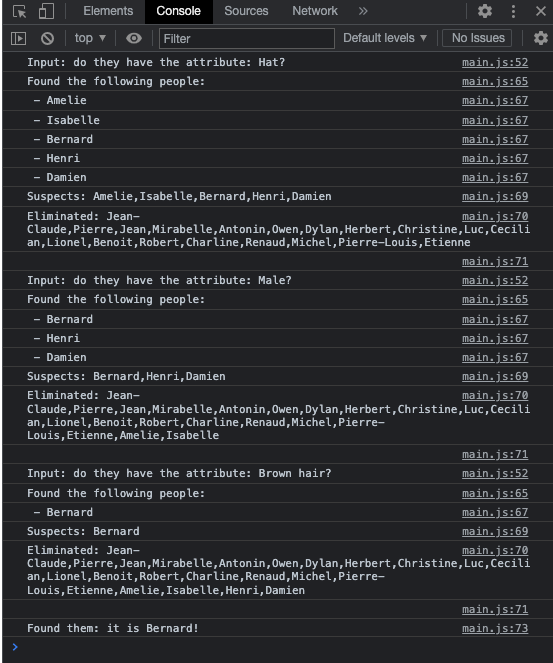 Elements Console Sources Network »
top ▼ Filter Default levels ▼ No Issues
Input: do they have the attribute: Hat? main.js:52
Found the following people: main.js:65
- Amelie main.js:67
- Isabelle main.js:67
- Bernard main.js:67
- Henri main.js:67
- Damien main.js:67
Suspects: Amelie,Isabelle,Bernard,Henri,Damien main.js:69
Eliminated: Jean- main.js:70
Claude,Pierre,Jean,Mirabelle,Antonin,Owen,Dylan,Herbert,Christine,Luc,Cecili
an,Lionel,Benoit,Robert,Charline,Renaud,Michel,Pierre-Louis,Etienne
main.js:71
Input: do they have the attribute: Male? main.js:52
Found the following people: main.js:65
- Bernard main.js:67
- Henri main.js:67
- Damien main.js:67
Suspects: Bernard,Henri,Damien main.js:69
Eliminated: Jean- main.js:70
Claude,Pierre,Jean,Mirabelle,Antonin,Owen,Dylan,Herbert,Christine,Luc,Cecili
an,Lionel,Benoit,Robert,Charline,Renaud,Michel,Pierre-
Louis,Etienne,Amelie,Isabelle
main.js:71
Input: do they have the attribute: Brown hair? main.js:52
Found the following people: main.js:65
- Bernard main.js:67
Suspects: Bernard main.js:69
Eliminated: Jean- main.js:70
Claude,Pierre,Jean,Mirabelle,Antonin,Owen,Dylan,Herbert,Christine,Luc,Cecili
an,Lionel,Benoit,Robert,Charline,Renaud,Michel,Pierre-
Louis,Etienne,Amelie,Isabelle,Henri,Damien
main.js:71
Found them: it is Bernard! main.js:73
>